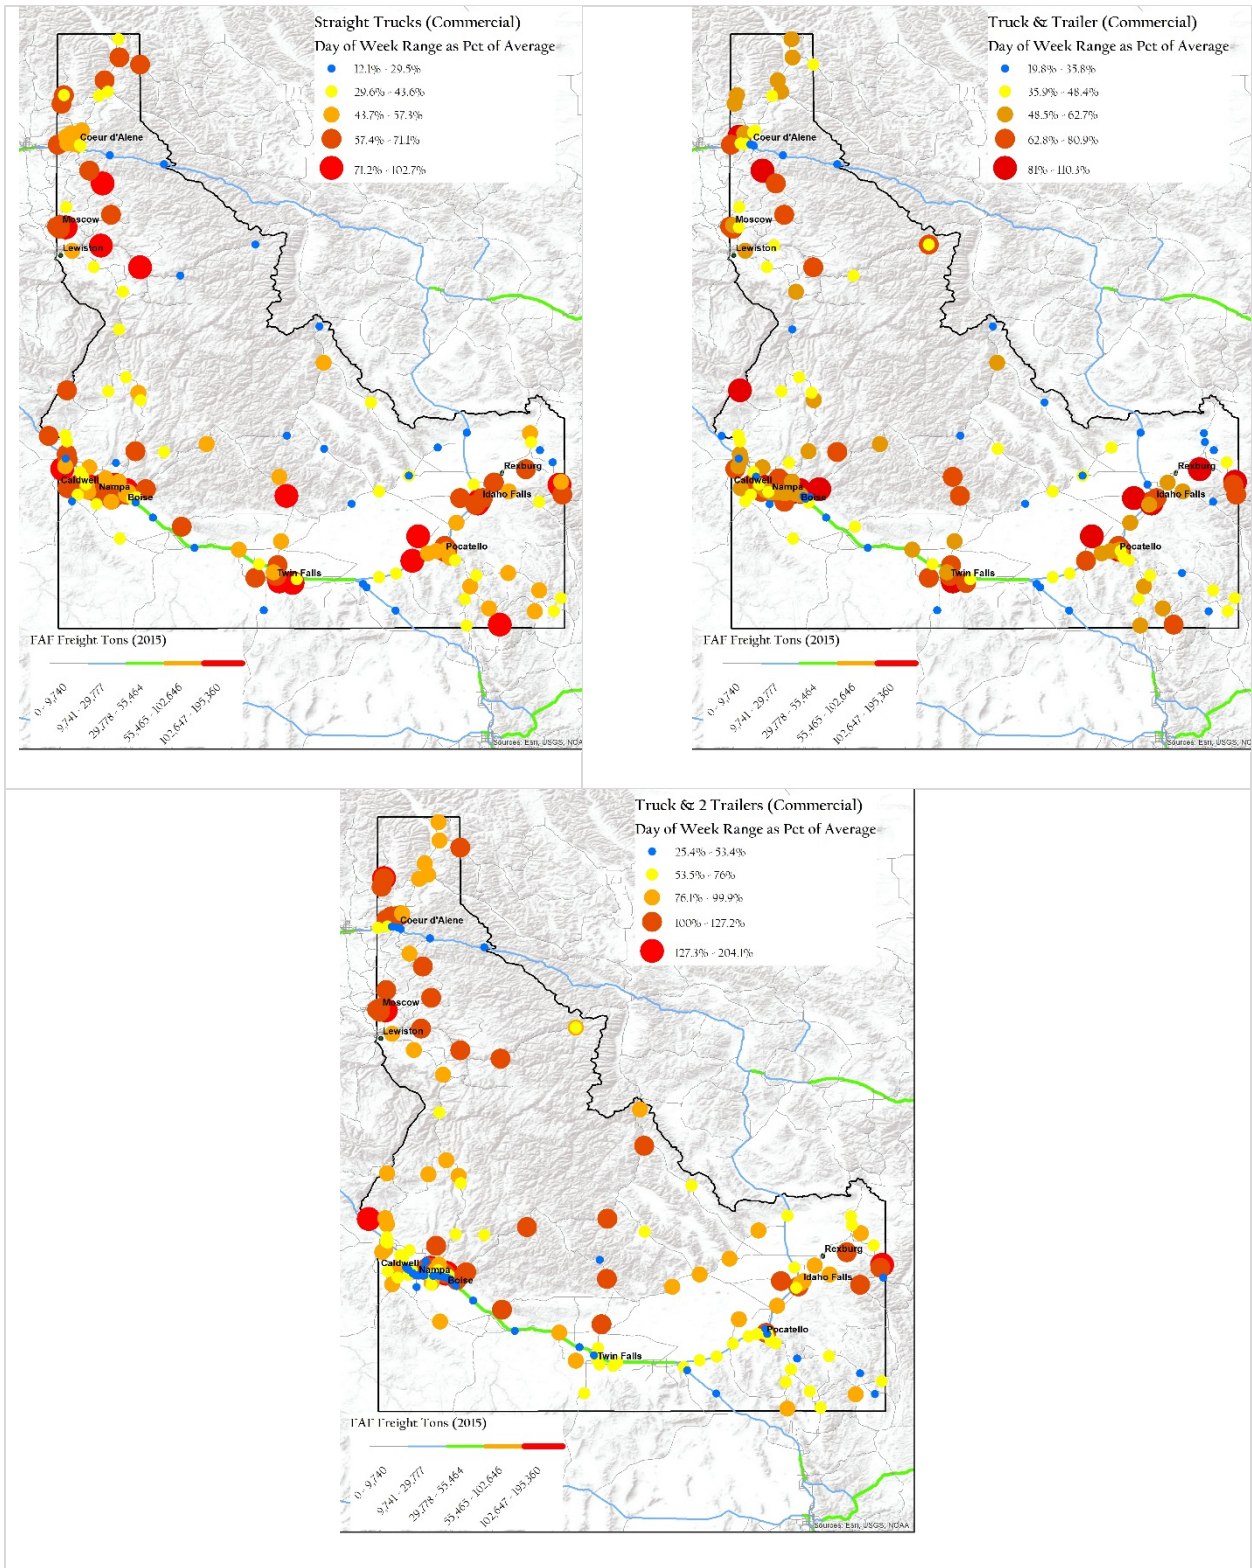 Straight Trucks (Commercial)
Day of Week Range as Pct of Average
12.1% - 29.5%
29.6% - 43.6%
43.7% - 57.3%
57.4% - 71.1%
71.2% - 102.7%
Coeur d'Alene
Moscow
Lewiston
Rexburg
Caldwell
Nampa
Boise
Idaho Falls
Pocatello
Twin Falls
FAF Freight Tons (2015)
0 - 9,740
9,741 - 29,777
29,778 - 55,464
55,465 - 102,646
102,647 - 195,360
Sources: Esri, USGS, NOA
Truck & Trailer (Commercial)
Day of Week Range as Pct of Average
19.8% - 35.8%
35.9% - 48.4%
48.5% - 62.7%
62.8% - 80.9%
81% - 110.3%
Coeur d'Alene
Moscow
Lewiston
Rexburg
Caldwell
Nampa
Boise
Idaho Falls
Pocatello
Twin Falls
FAF Freight Tons (2015)
0 - 9,740
9,741 - 29,777
29,778 - 55,464
55,465 - 102,646
102,647 - 195,360
Sources: Esri, USGS, NO
Truck & 2 Trailers (Commercial)
Day of Week Range as Pct of Average
25.4% - 53.4%
53.5% - 76%
76.1% - 99.9%
100% - 127.2%
127.3% - 204.1%
Coeur d'Alene
Moscow
Lewiston
Rexburg
Caldwell
Nampa
Boise
Idaho Falls
Pocatello
Twin Falls
FAF Freight Tons (2015)
0 - 9,740
9,741 - 29,777
29,778 - 55,464
55,465 - 102,646
102,647 - 195,360
Sources: Esri, USGS, NOAA